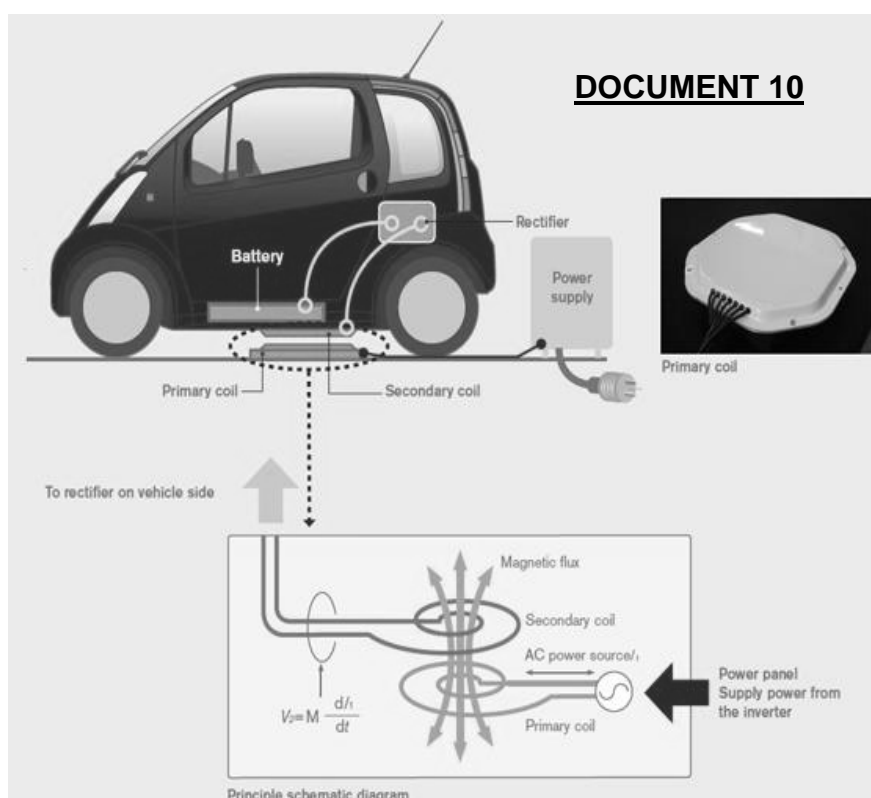 DOCUMENT 10
Rectifier
Battery
Power
supply
Primary coil
Primary coil
Secondary coil
To rectifier on vehicle side
Magnetic flux
Secondary coil
AC power source/₁
Power panel
Supply power from
the inverter
V₂=M d/₁
dt
Primary coil
Principle schematic diagram